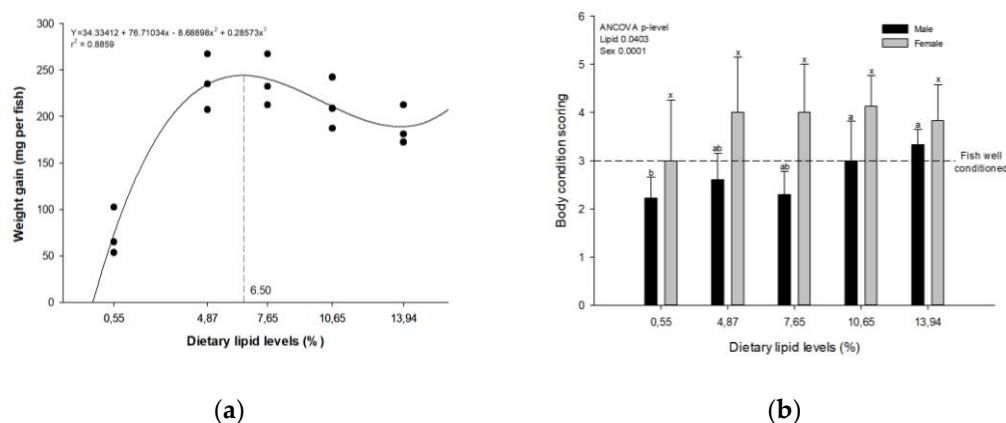 Y=34.33412 + 76.71034x - 8.68898x² + 0.28573x³
r² = 0.8859
300
250
200
150
100
50
0
Weight gain (mg per fish)
6.50
0,55
4,87
7,65
10,65
13,94
Dietary lipid levels (% )
(a)
ANCOVA p-level
Lipid 0.0403
Sex 0.0001
Male
Female
6
5
4
3
2
1
0
Body condition scoring
b
x
ab
x
ab
x
a
x
a
x
Fish well
conditioned
0,55
4,87
7,65
10,65
13,94
Dietary lipid levels (%)
(b)